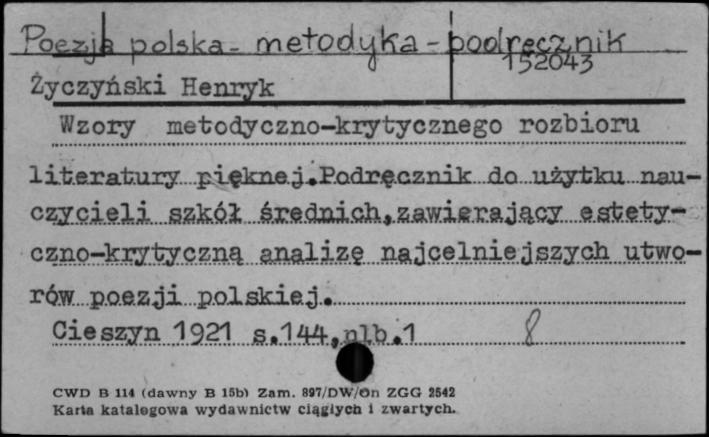 Poezja polska - metodyka - podręcznik
152043
Życzyński Henryk
Wzory metodyczno-krytycznego rozbioru
literatury pięknej.Podręcznik do użytku nau-
czycieli szkół średnich,zawierający estety-
czno-krytyczną analizę najcelniejszych utwo-
rów poezji polskiej.
Cieszyn 1921 s.144,nlb.1 8
CWD B 114 (dawny B 15b) Zam. 897/DW/On ZGG 2542
Karta katalogowa wydawnictw ciągłych i zwartych.